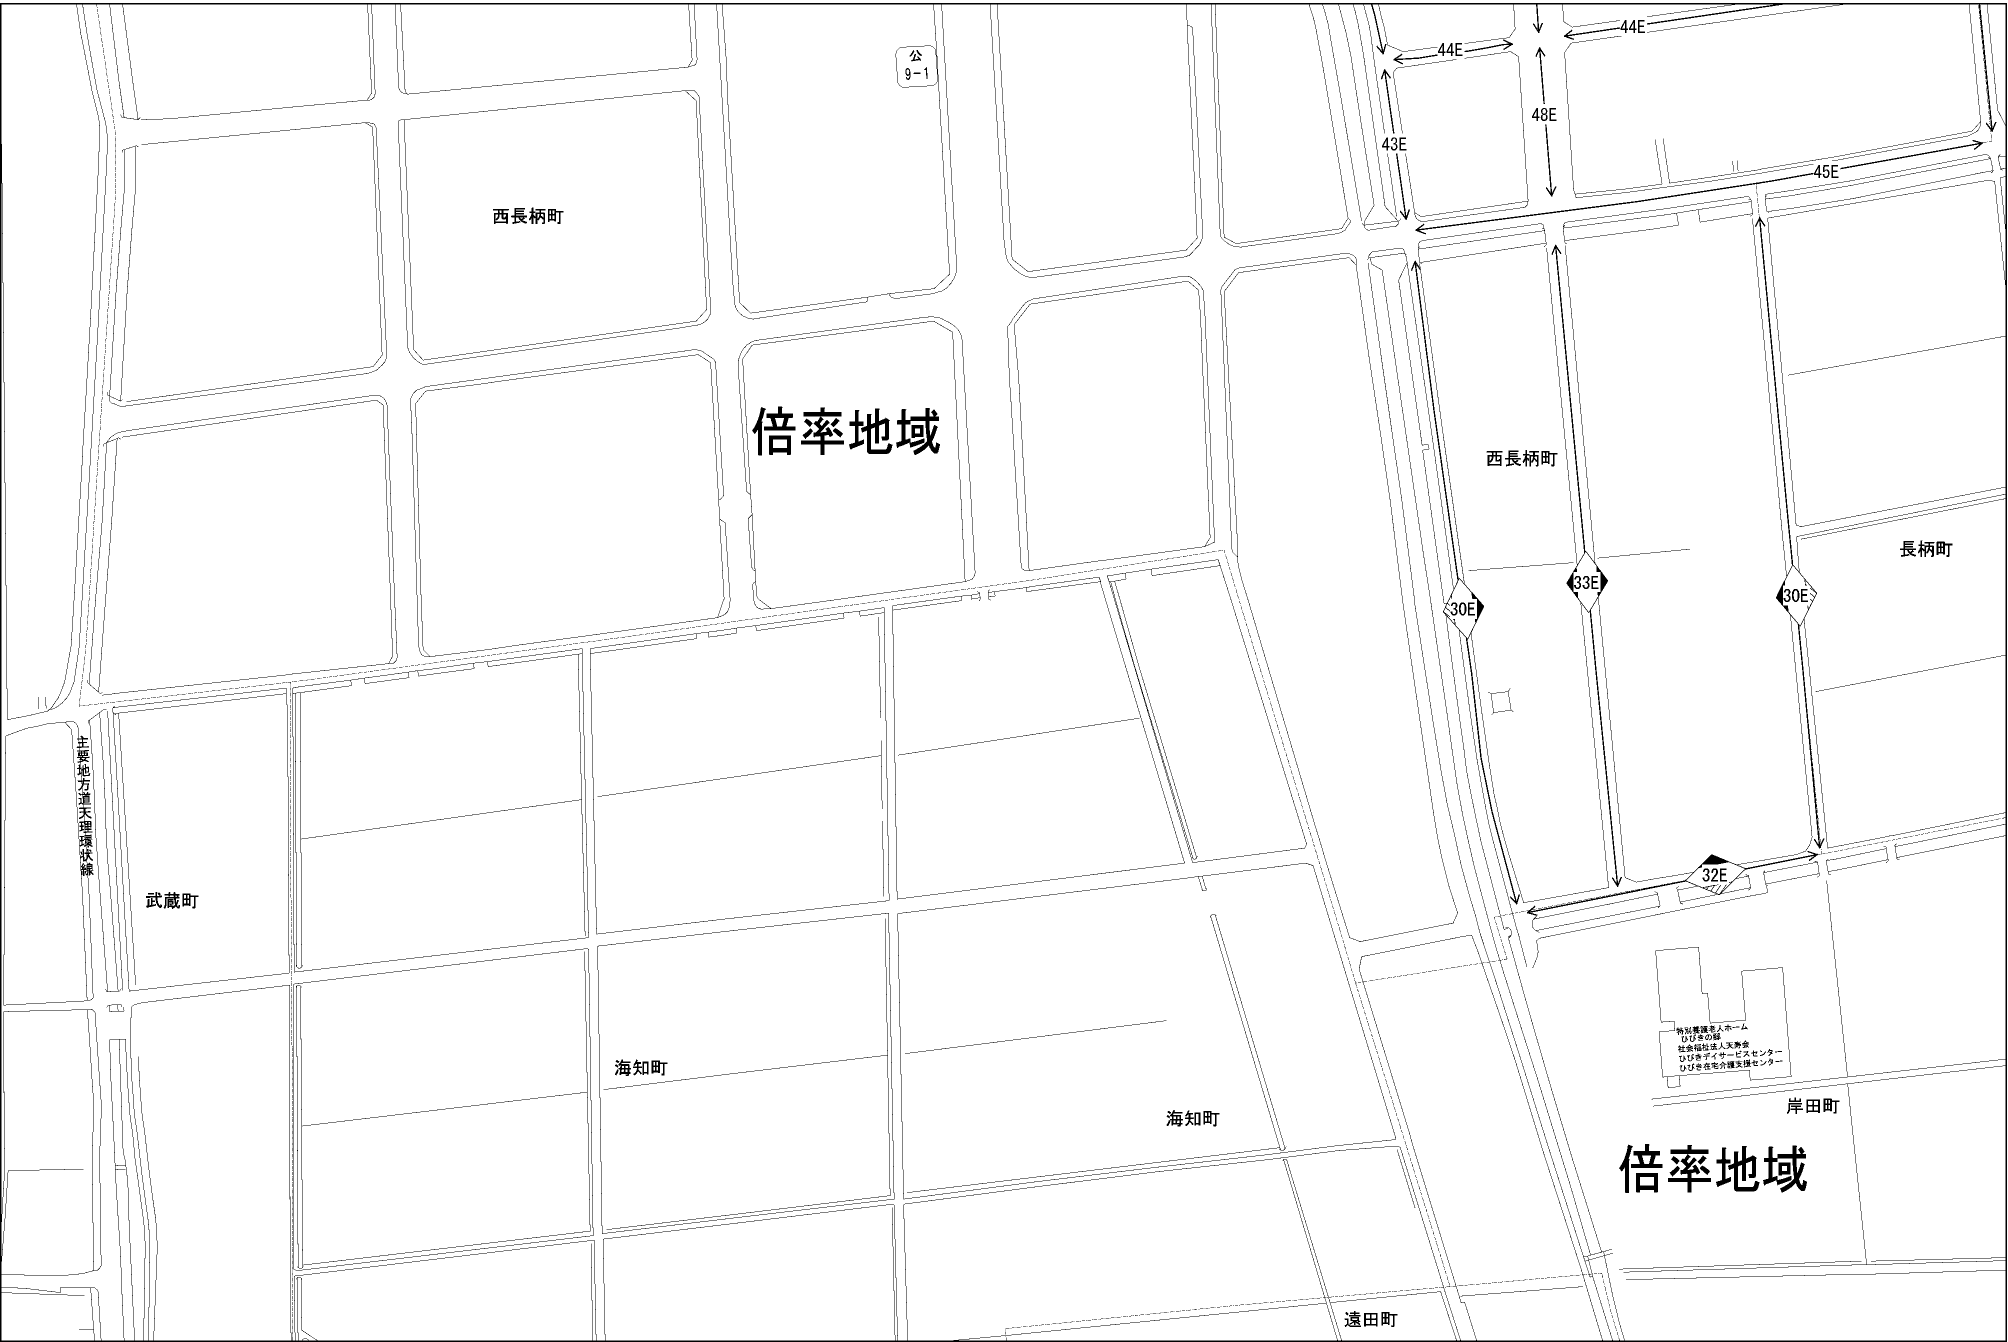 44E
44E
公
9-1
48E
43E
45E
西長柄町
倍率地域
西長柄町
長柄町
33E
30E
30E
主要地方道天理環状線
32E
武蔵町
特別養護老人ホーム
ひびきの郷
社会福祉法人天寿会
ひびきデイサービスセンター
ひびき在宅介護支援センター
海知町
岸田町
海知町
倍率地域
遠田町